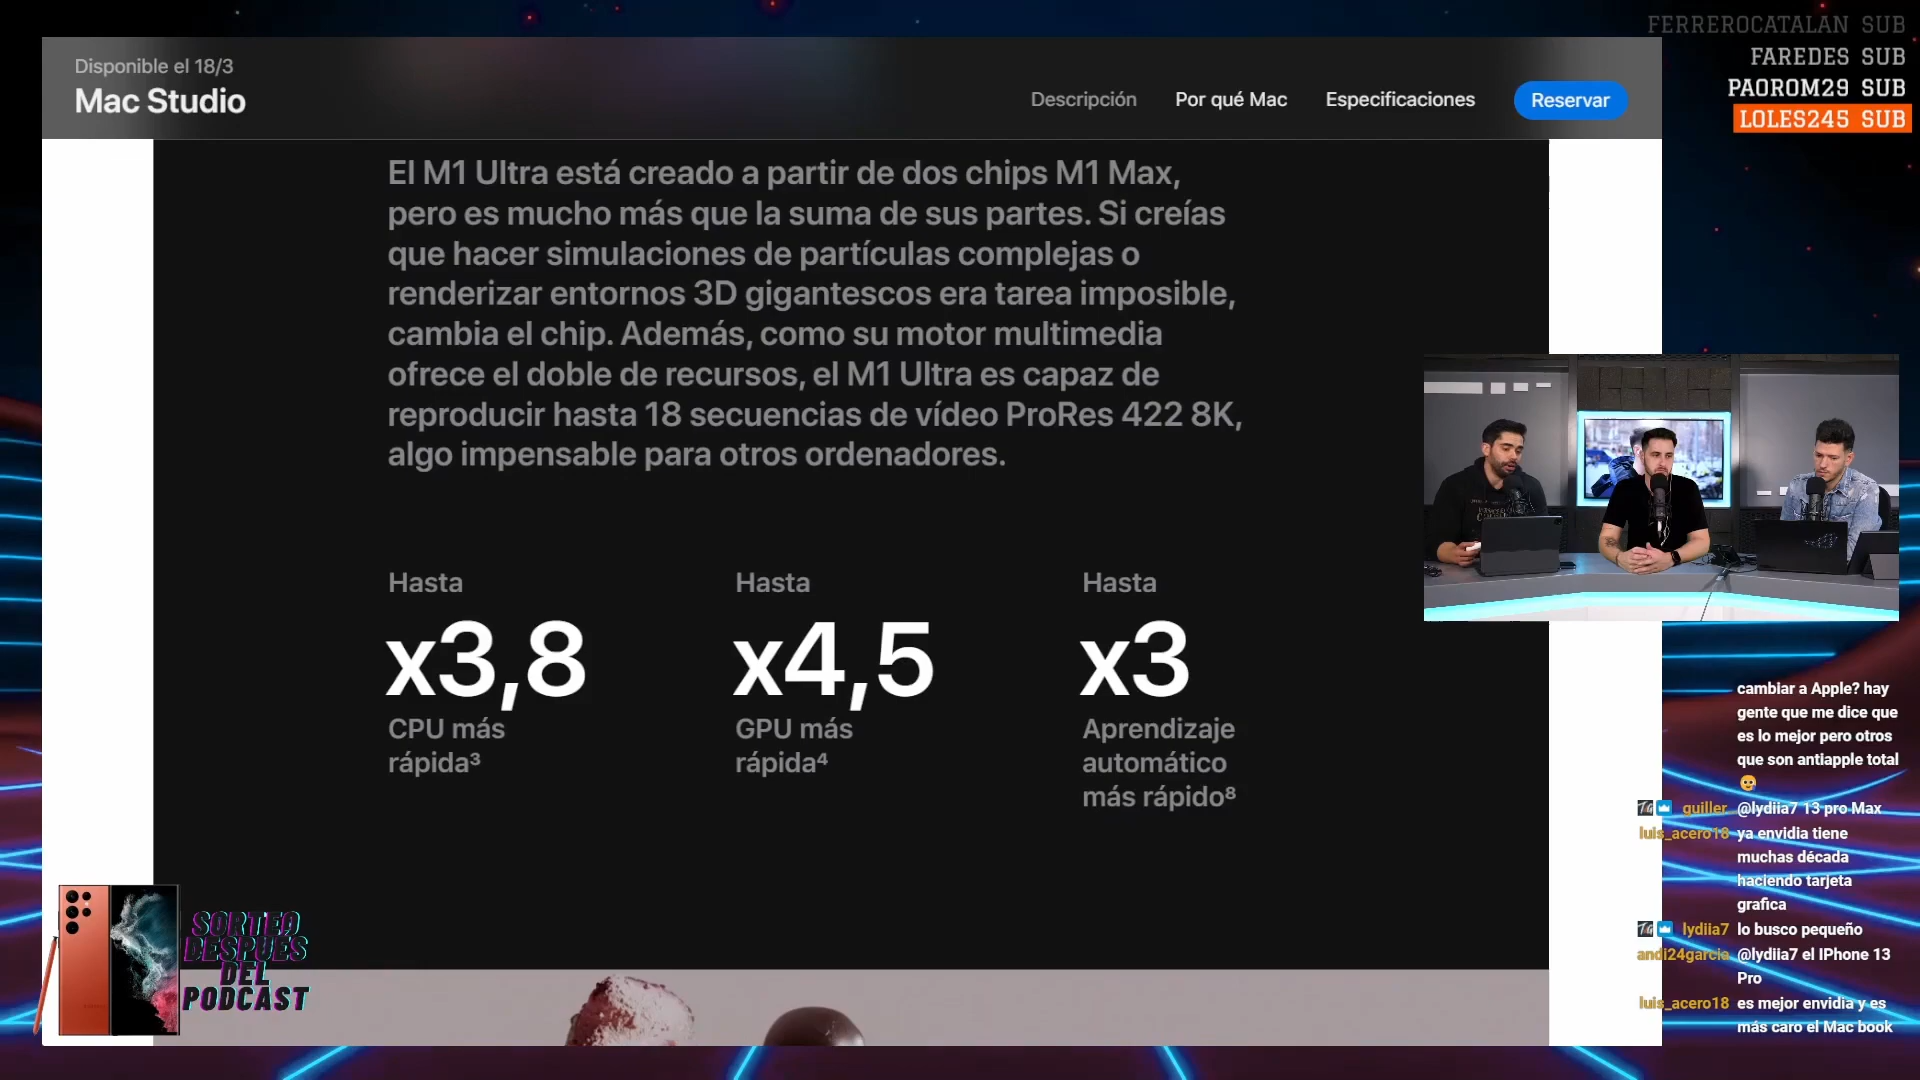 FERREROCATALAN SUB
FAREDES SUB
PAOROM29 SUB
LOLES245 SUB
Disponible el 18/3
Mac Studio
Descripción
Por qué Mac
Especificaciones
Reservar
El M1 Ultra está creado a partir de dos chips M1 Max,
pero es mucho más que la suma de sus partes. Si creías
que hacer simulaciones de partículas complejas o
renderizar entornos 3D gigantescos era tarea imposible,
cambia el chip. Además, como su motor multimedia
ofrece el doble de recursos, el M1 Ultra es capaz de
reproducir hasta 18 secuencias de vídeo ProRes 422 8K,
algo impensable para otros ordenadores.
Hasta
x3,8
CPU más
rápida³
Hasta
x4,5
GPU más
rápida⁴
Hasta
x3
Aprendizaje
automático
más rápido⁸
SORTEO
DESPUÉS
DEL
PODCAST
cambiar a Apple? hay
gente que me dice que
es lo mejor pero otros
que son antiapple total
guiller @lydiia7 13 pro Max
luis_acero18 ya envidia tiene
muchas década
haciendo tarjeta
grafica
lydiia7 lo busco pequeño
andi24garcia @lydiia7 el IPhone 13
Pro
luis_acero18 es mejor envidia y es
más caro el Mac book